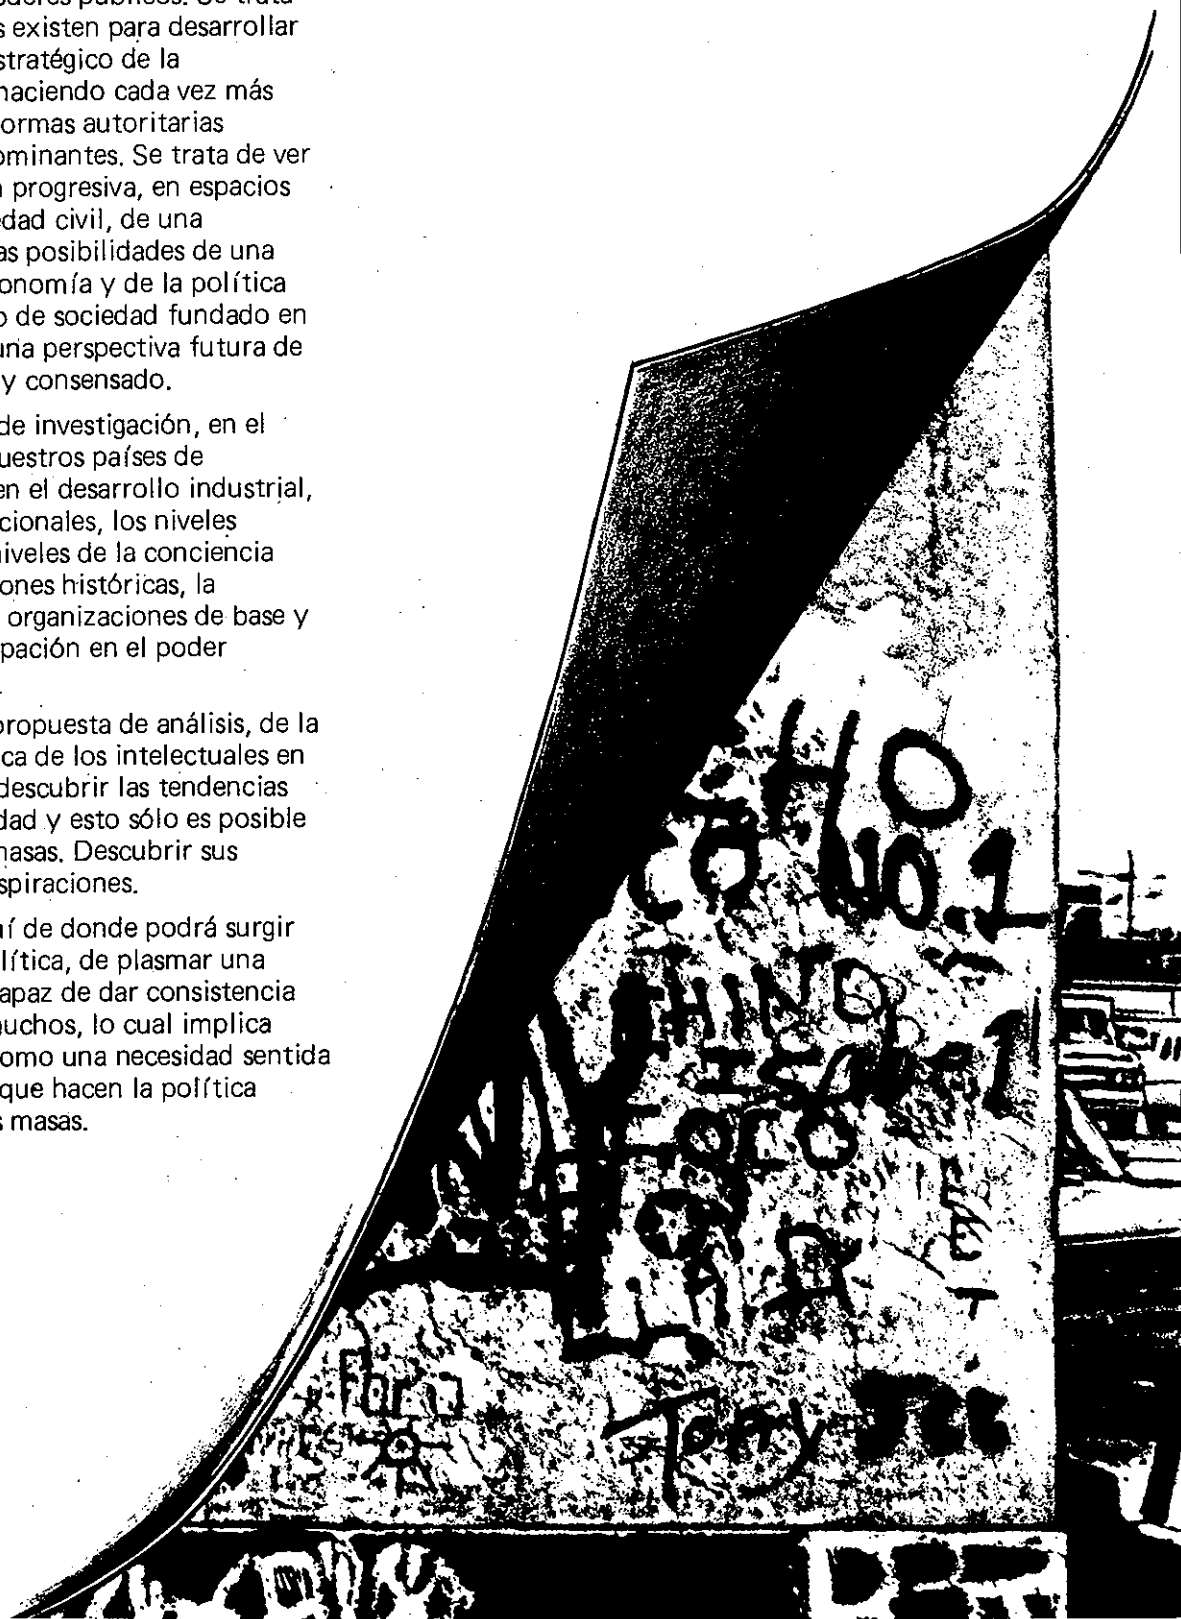 s existen para desarrollar
stratégico de la
haciendo cada vez más
ormas autoritarias
ominantes. Se trata de ver
progresiva, en espacios
edad civil, de una
as posibilidades de una
onomía y de la política
o de sociedad fundado en
una perspectiva futura de
y consensado.
de investigación, en el
uestros países de
en el desarrollo industrial,
cionales, los niveles
niveles de la conciencia
ones históricas, la
organizaciones de base y
pación en el poder
propuesta de análisis, de la
ca de los intelectuales en
descubrir las tendencias
dad y esto sólo es posible
masas. Descubrir sus
spiraciones.
hí de donde podrá surgir
lítica, de plasmar una
apaz de dar consistencia
muchos, lo cual implica
como una necesidad sentida
que hacen la política
s masas.
HO
NO.1
CHINO
LOCO
Tony